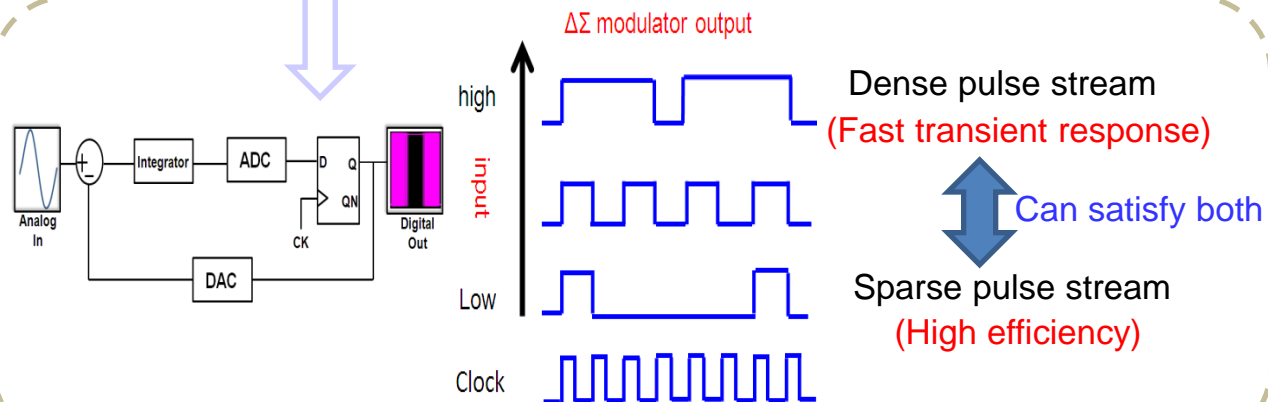 ΔΣ modulator output
Analog
In
+
−
Integrator
ADC
D
Q
QN
CK
Digital
Out
DAC
high
input
Low
Clock
Dense pulse stream
(Fast transient response)
Can satisfy both
Sparse pulse stream
(High efficiency)